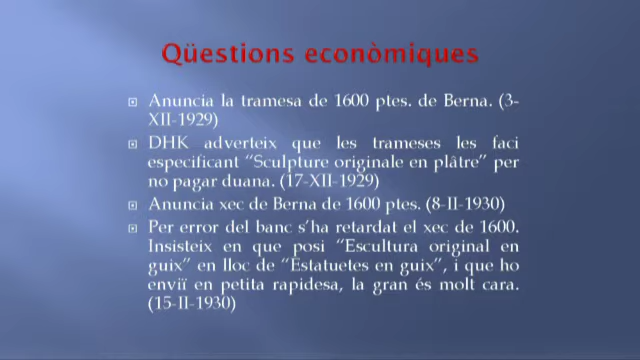 Qüestions econòmiques
Anuncia la tramesa de 1600 ptes. de Berna. (3-
XII-1929)
DHK adverteix que les trameses les faci
especificant “Sculpture originale en plâtre” per
no pagar duana. (17-XII-1929)
Anuncia xec de Berna de 1600 ptes. (8-II-1930)
Per error del banc s’ha retardat el xec de 1600.
Insisteix en que posi “Escultura original en
guix” en lloc de “Estatuetes en guix”, i que ho
enviï en petita rapidesa, la gran és molt cara.
(15-II-1930)